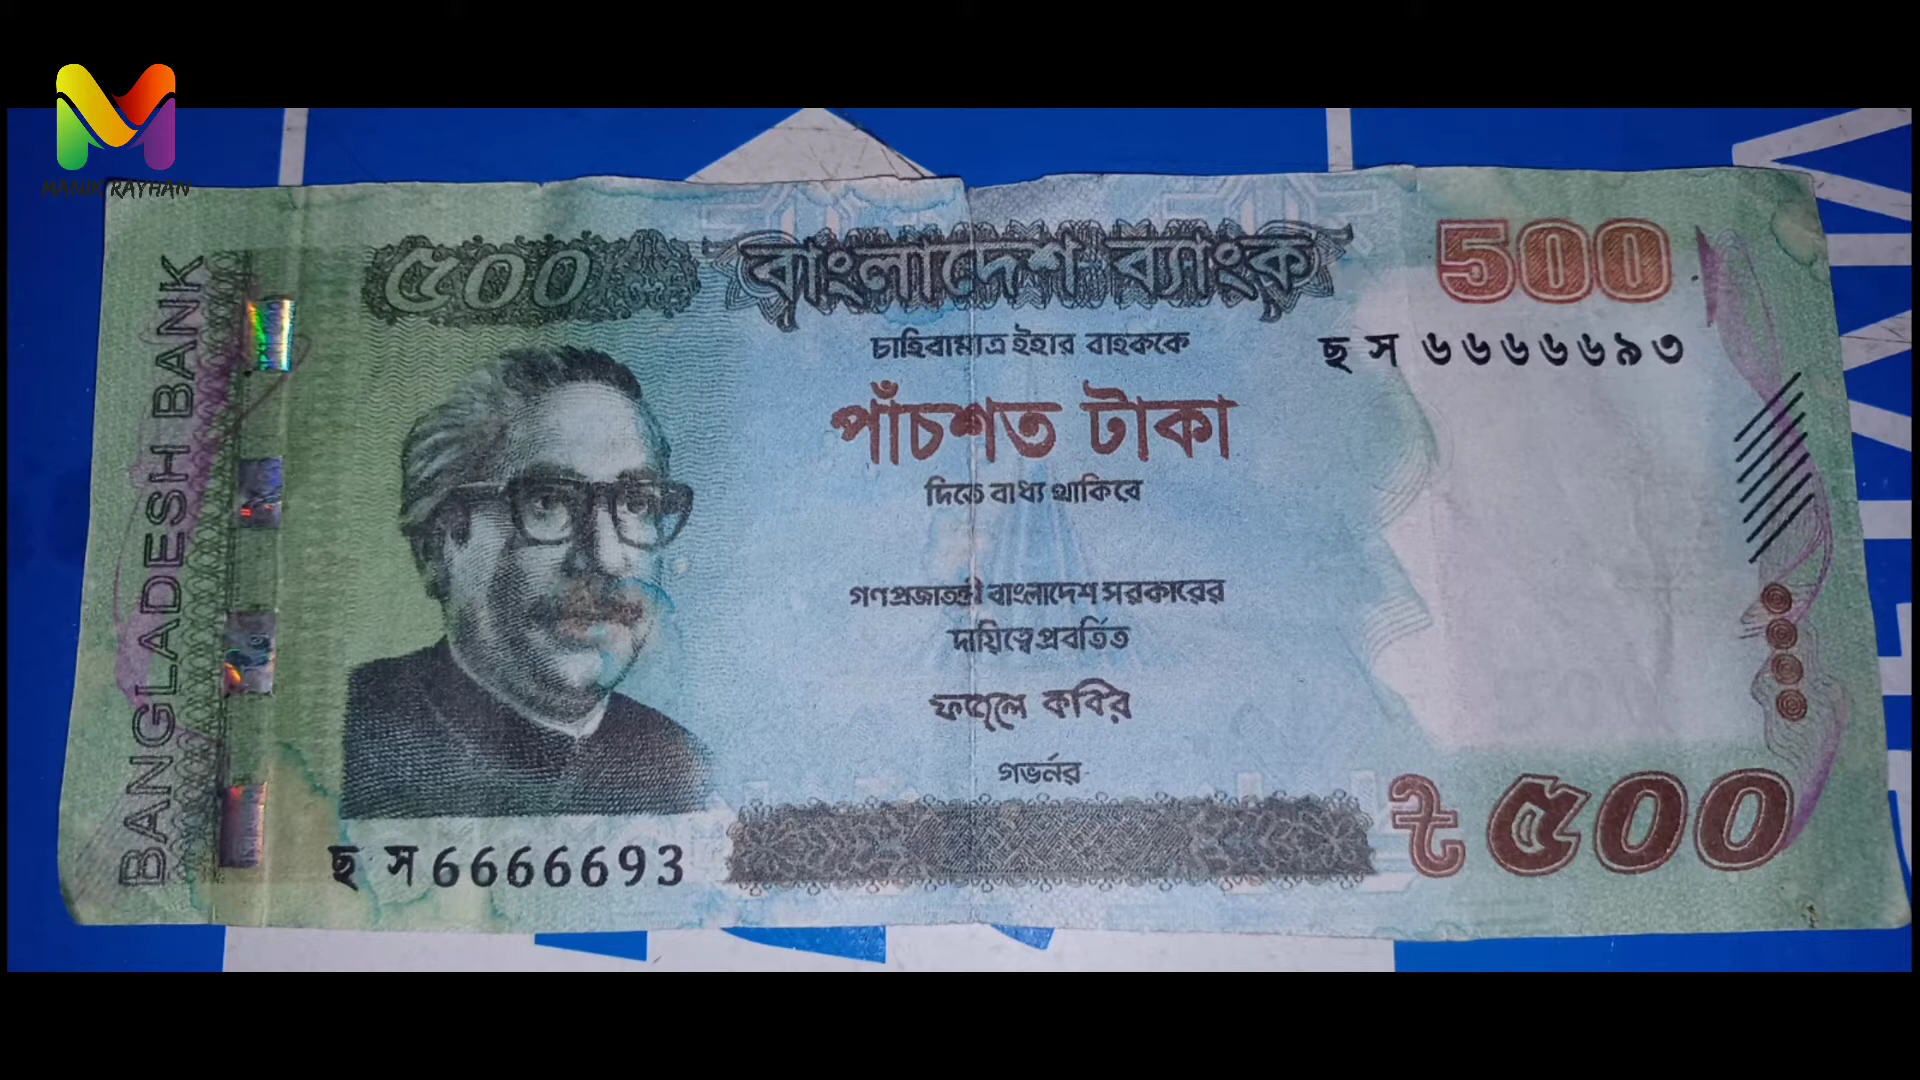 MANIK RAYHAN
BANGLADESH BANK
৫০০
বাংলাদেশ ব্যাংক
500
চাহিবামাত্র ইহার বাহককে
ছ স ৬৬৬৬৬৯৩
পাঁচশত টাকা
দিতে বাধ্য থাকিবে
গণপ্রজাতন্ত্রী বাংলাদেশ সরকারের
দায়িত্বে প্রবর্তিত
ফজলে কবির
গভর্নর
ছ স 6666693
৳ ৫০০